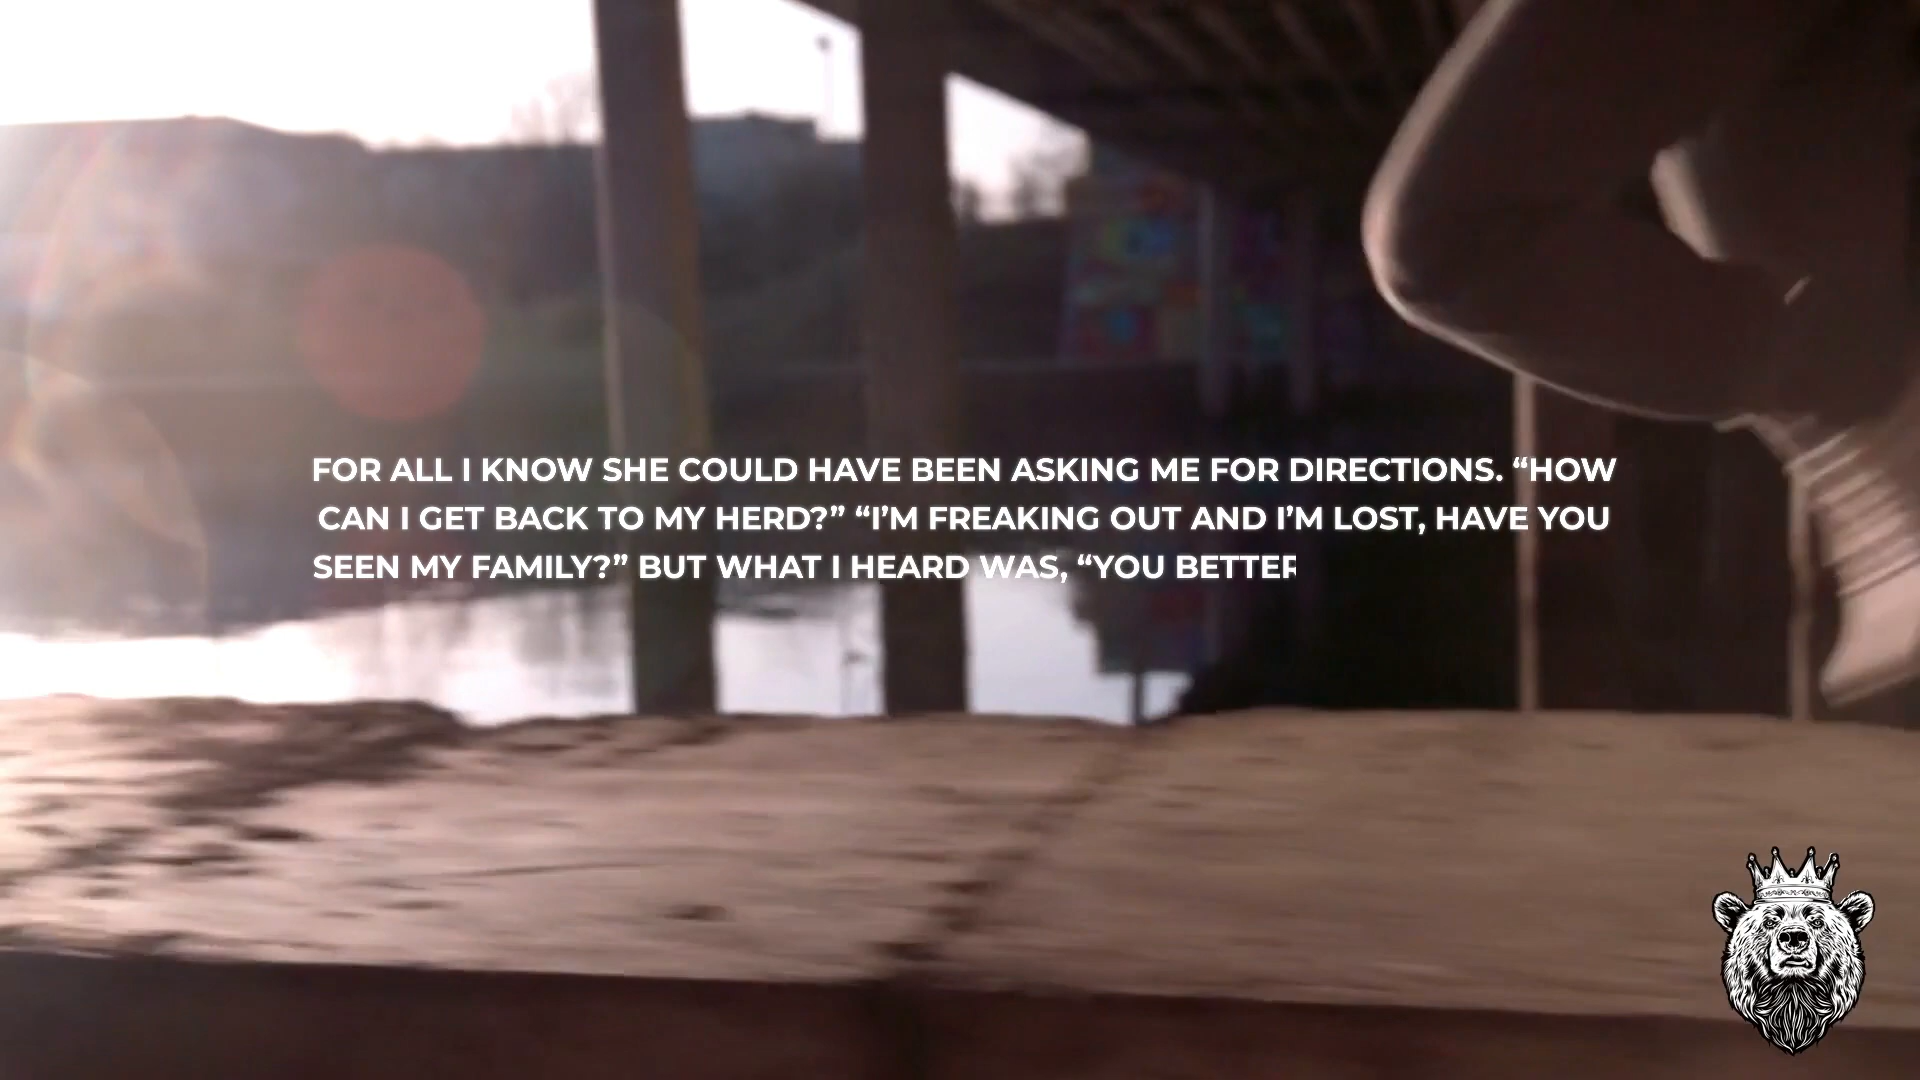 FOR ALL I KNOW SHE COULD HAVE BEEN ASKING ME FOR DIRECTIONS. “HOW
CAN I GET BACK TO MY HERD?” “I’M FREAKING OUT AND I’M LOST, HAVE YOU
SEEN MY FAMILY?” BUT WHAT I HEARD WAS, “YOU BETTER